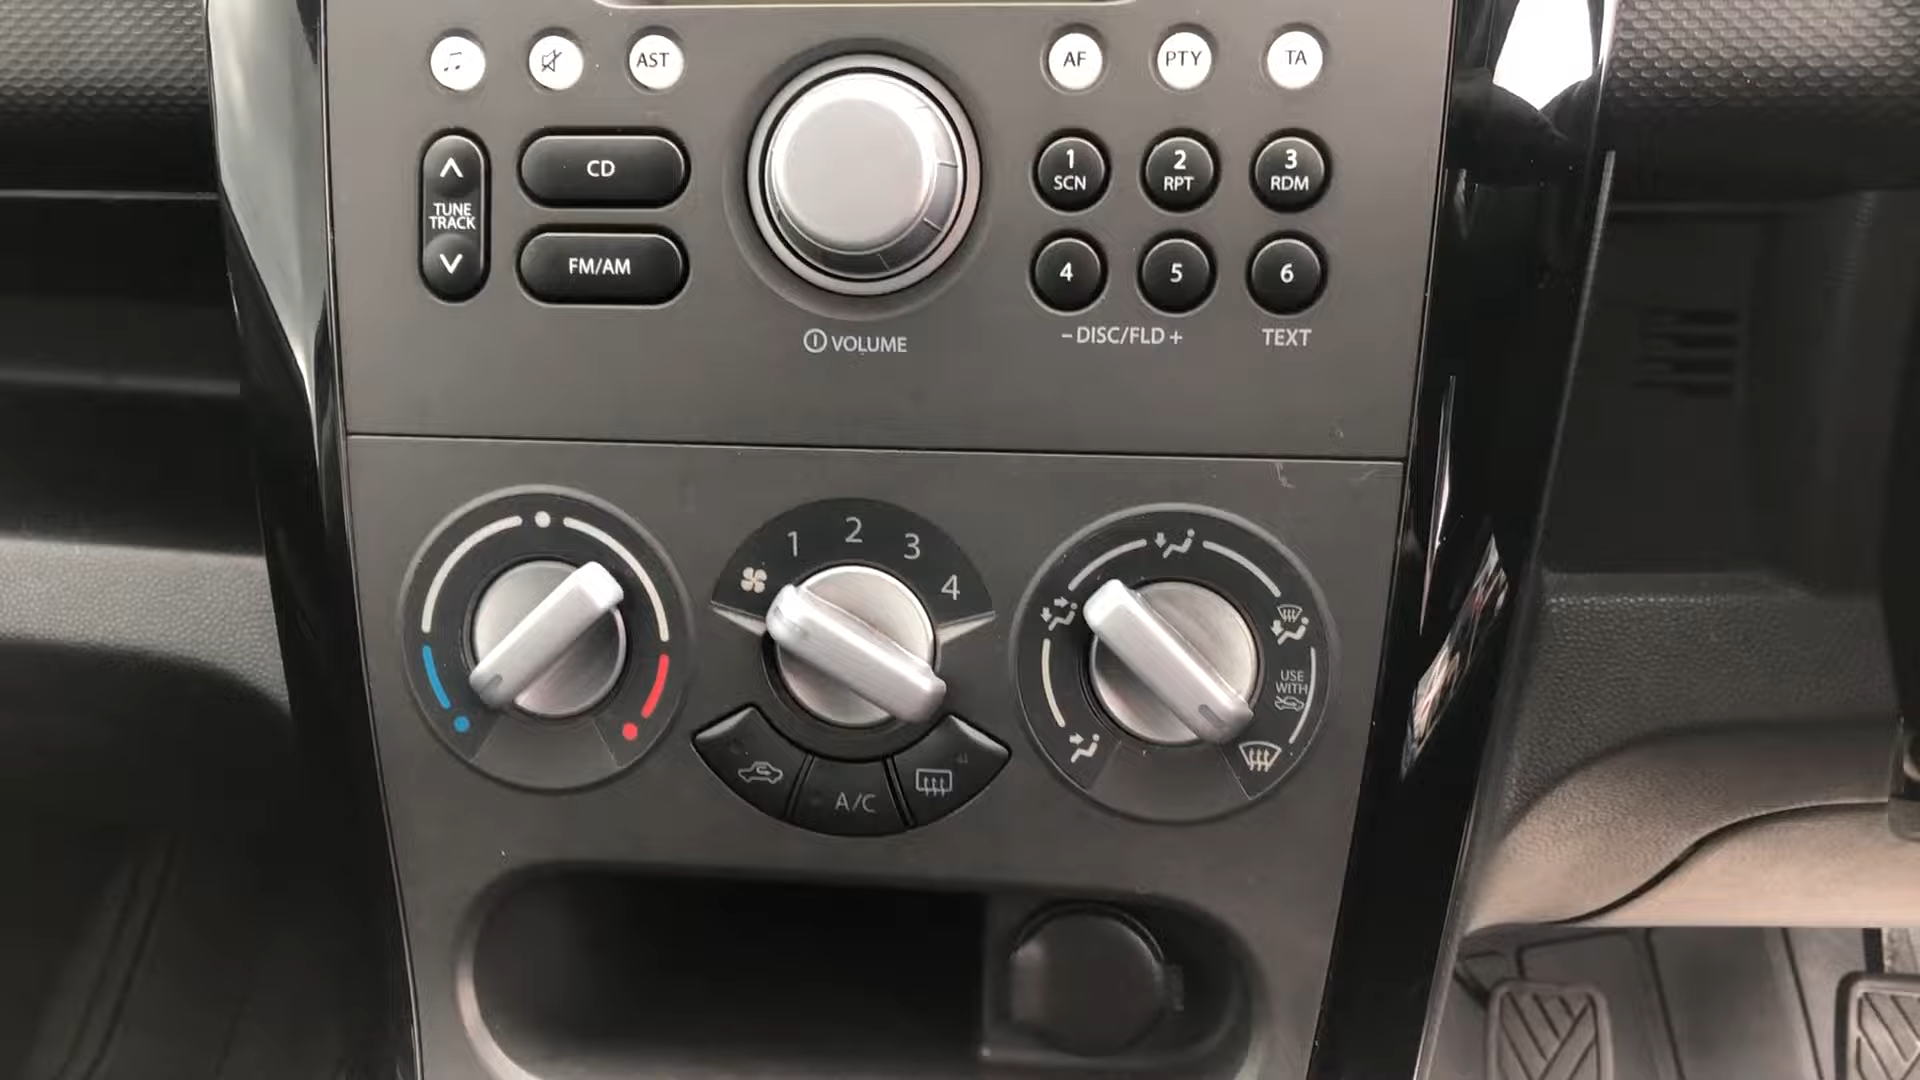 AST
AF
PTY
TA
TUNE
TRACK
CD
FM/AM
1
SCN
2
RPT
3
RDM
4
5
6
VOLUME
– DISC/FLD +
TEXT
1
2
3
4
USE
WITH
A/C